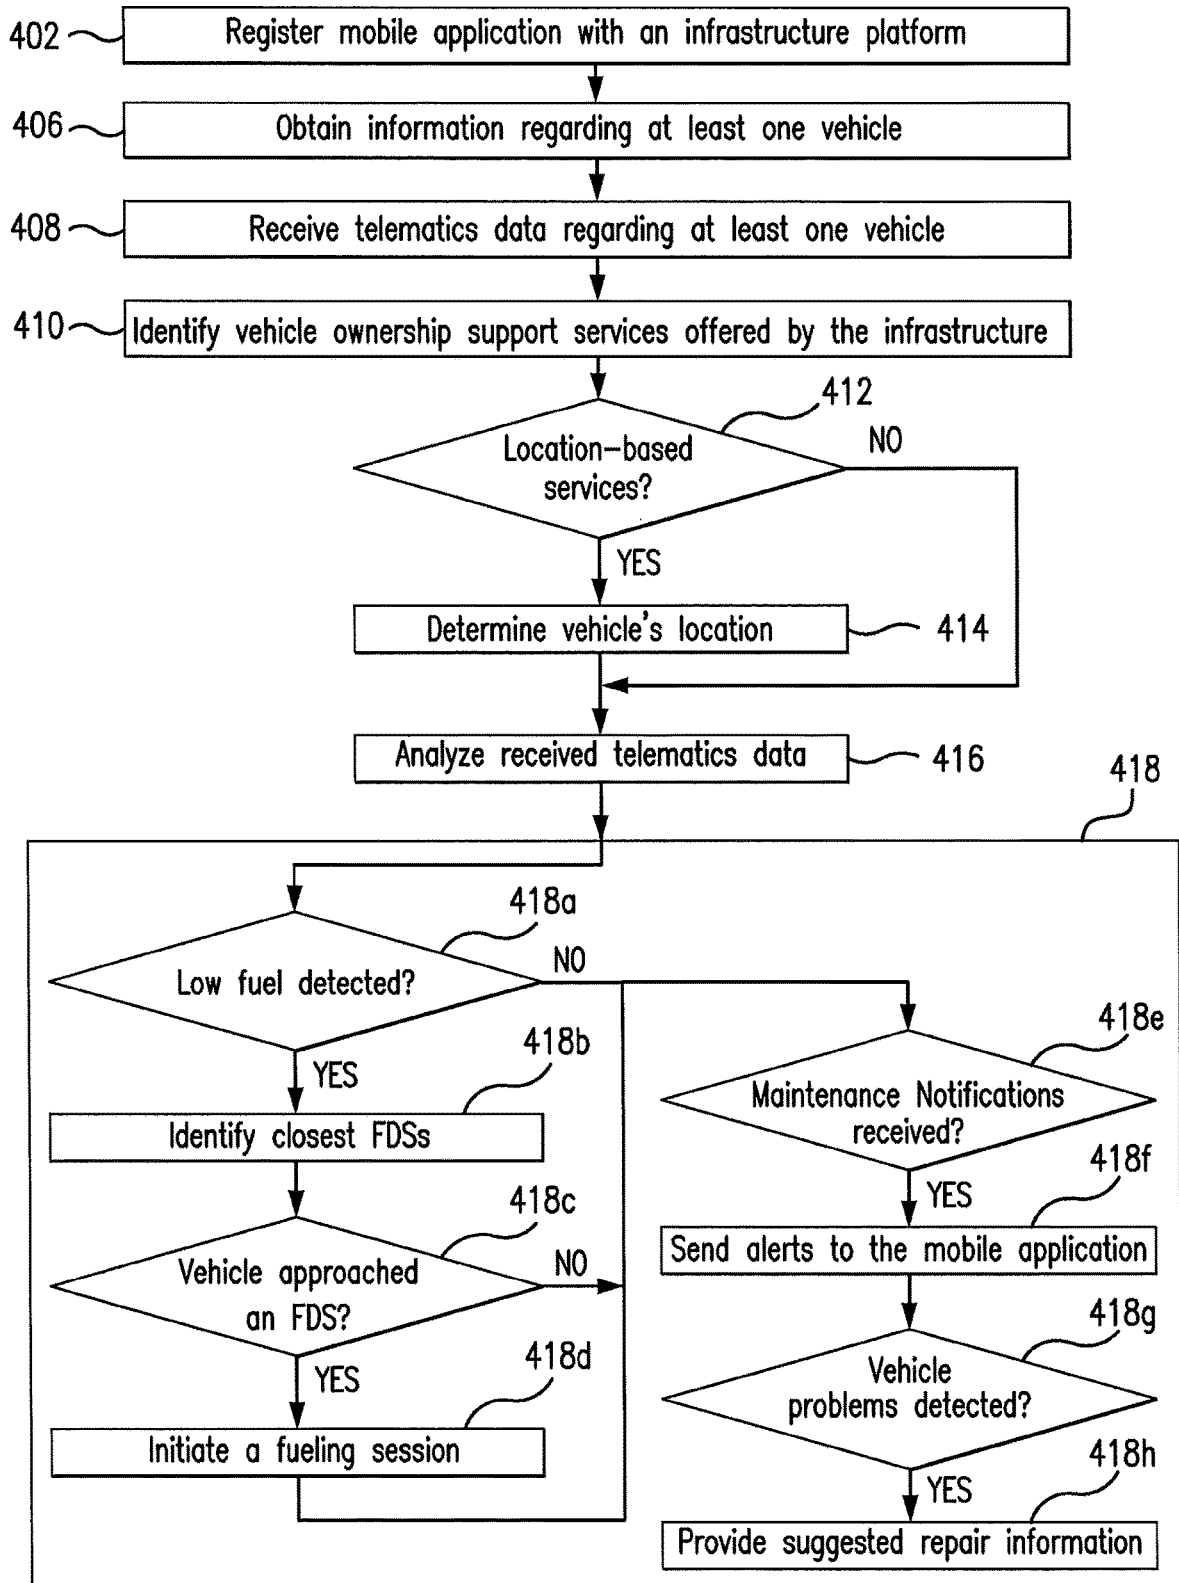 402
Register mobile application with an infrastructure platform
406
Obtain information regarding at least one vehicle
408
Receive telematics data regarding at least one vehicle
410
Identify vehicle ownership support services offered by the infrastructure
412
Location-based
services?
NO
YES
Determine vehicle's location
414
Analyze received telematics data
416
418
418a
Low fuel detected?
NO
YES
418b
Identify closest FDSs
418c
Vehicle approached
an FDS?
NO
YES
418d
Initiate a fueling session
418e
Maintenance Notifications
received?
YES
418f
Send alerts to the mobile application
418g
Vehicle
problems detected?
YES
418h
Provide suggested repair information